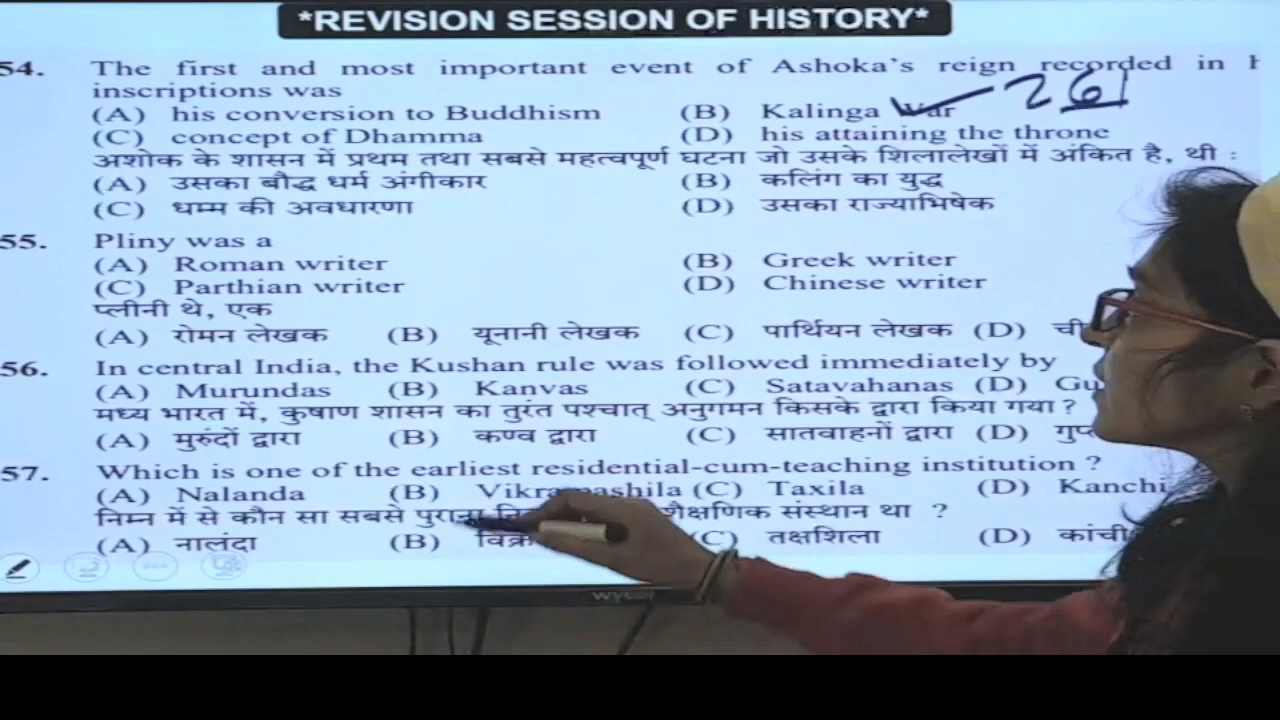 *REVISION SESSION OF HISTORY*
54. The first and most important event of Ashoka's reign recorded in
inscriptions was
(A) his conversion to Buddhism (B) Kalinga War 261
(C) concept of Dhamma (D) his attaining the throne
अशोक के शासन में प्रथम तथा सबसे महत्वपूर्ण घटना जो उसके शिलालेखों में अंकित है, थी :
(A) उसका बौद्ध धर्म अंगीकार (B) कलिंग का युद्ध
(C) धम्म की अवधारणा (D) उसका राज्याभिषेक
55. Pliny was a
(A) Roman writer (B) Greek writer
(C) Parthian writer (D) Chinese writer
प्लीनी थे, एक
(A) रोमन लेखक (B) यूनानी लेखक (C) पार्थियन लेखक (D)
56. In central India, the Kushan rule was followed immediately by
(A) Murundas (B) Kanvas (C) Satavahanas (D)
मध्य भारत में, कुषाण शासन का तुरंत पश्चात् अनुगमन किसके द्वारा किया गया ?
(A) मुरुंदों द्वारा (B) कण्व द्वारा (C) सातवाहनों द्वारा (D)
57. Which is one of the earliest residential-cum-teaching institution ?
(A) Nalanda (B) Vikramashila (C) Taxila (D) Kanchi
निम्न में से कौन सा सबसे पुराना शैक्षणिक संस्थान था ?
(A) नालंदा (B) (C) तक्षशिला (D) कांची